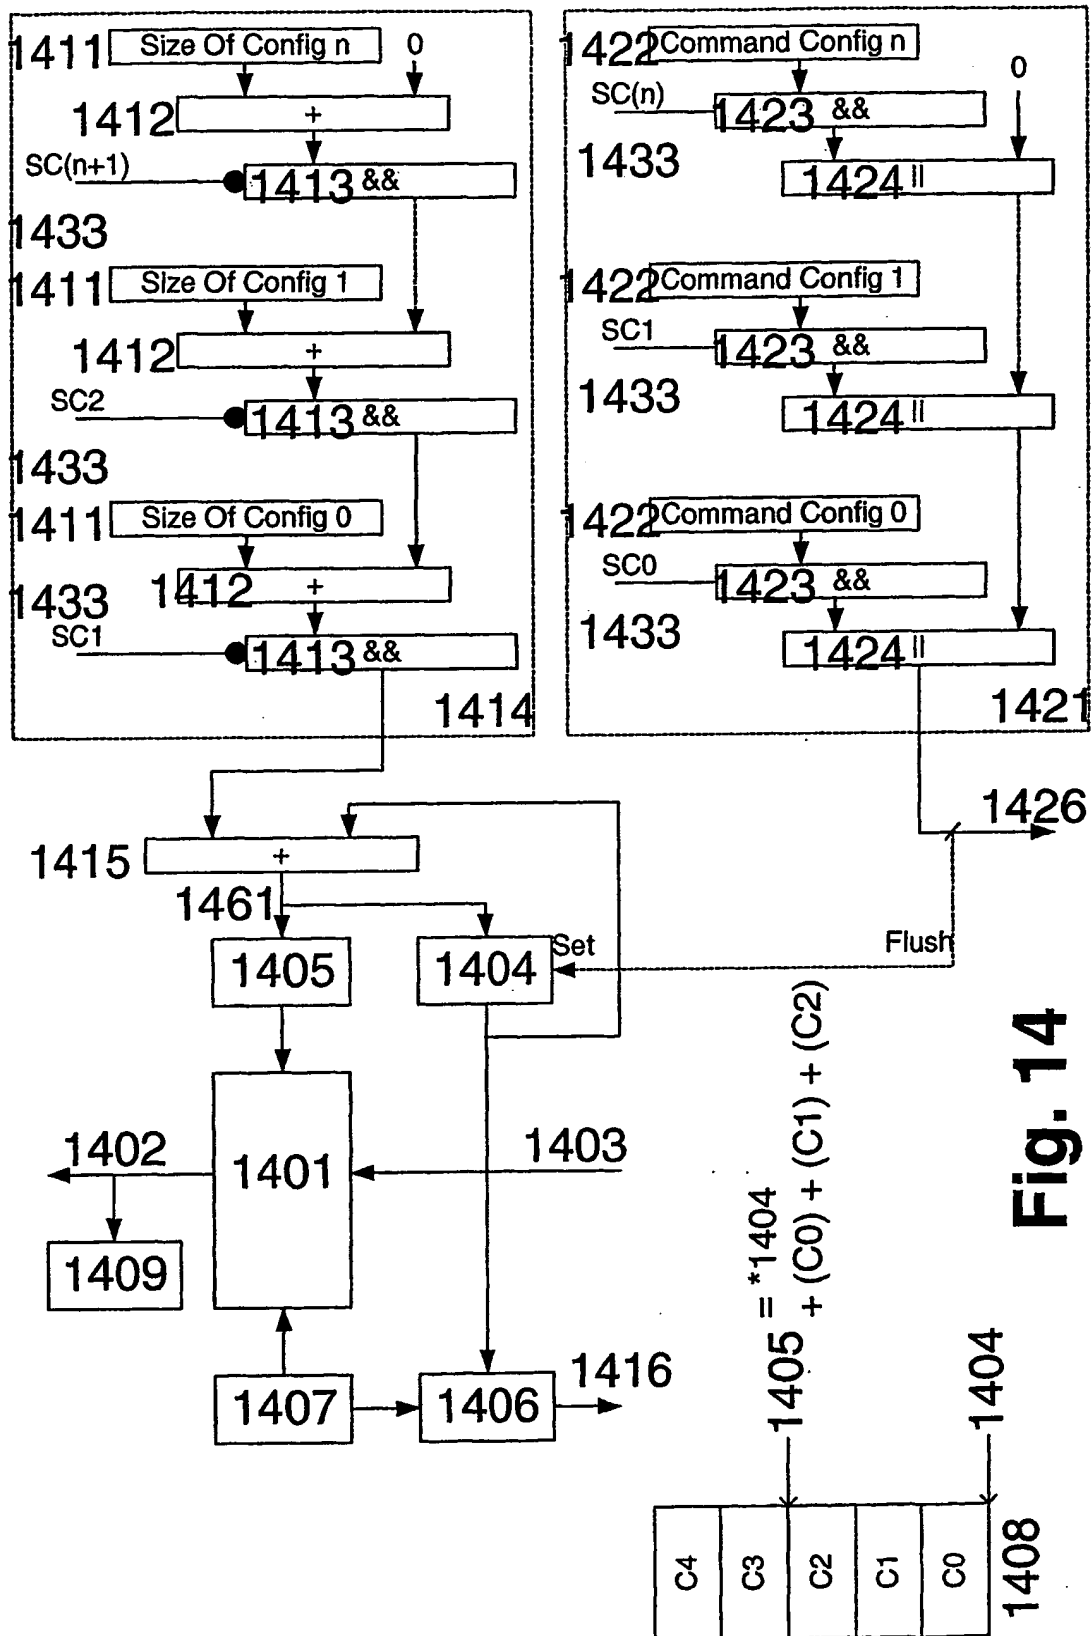 1411 Size Of Config n 0
1412 +
SC(n+1)
1413 &&
1433
1411 Size Of Config 1
1412 +
SC2
1413 &&
1433
1411 Size Of Config 0
1412 +
1433
SC1
1413 &&
1414
1422 Command Config n
0
SC(n)
1423 &&
1433
1424 ||
1422 Command Config 1
SC1
1423 &&
1433
1424 ||
1422 Command Config 0
SC0
1423 &&
1433
1424 ||
1421
1426
1415 +
1461
1405
1404
Set
Flush
1402
1401
1403
1409
1407
1406
1416
1405 = *1404
+ (C0) + (C1) + (C2)
1404
C4
C3
C2
C1
C0
1408
Fig. 14